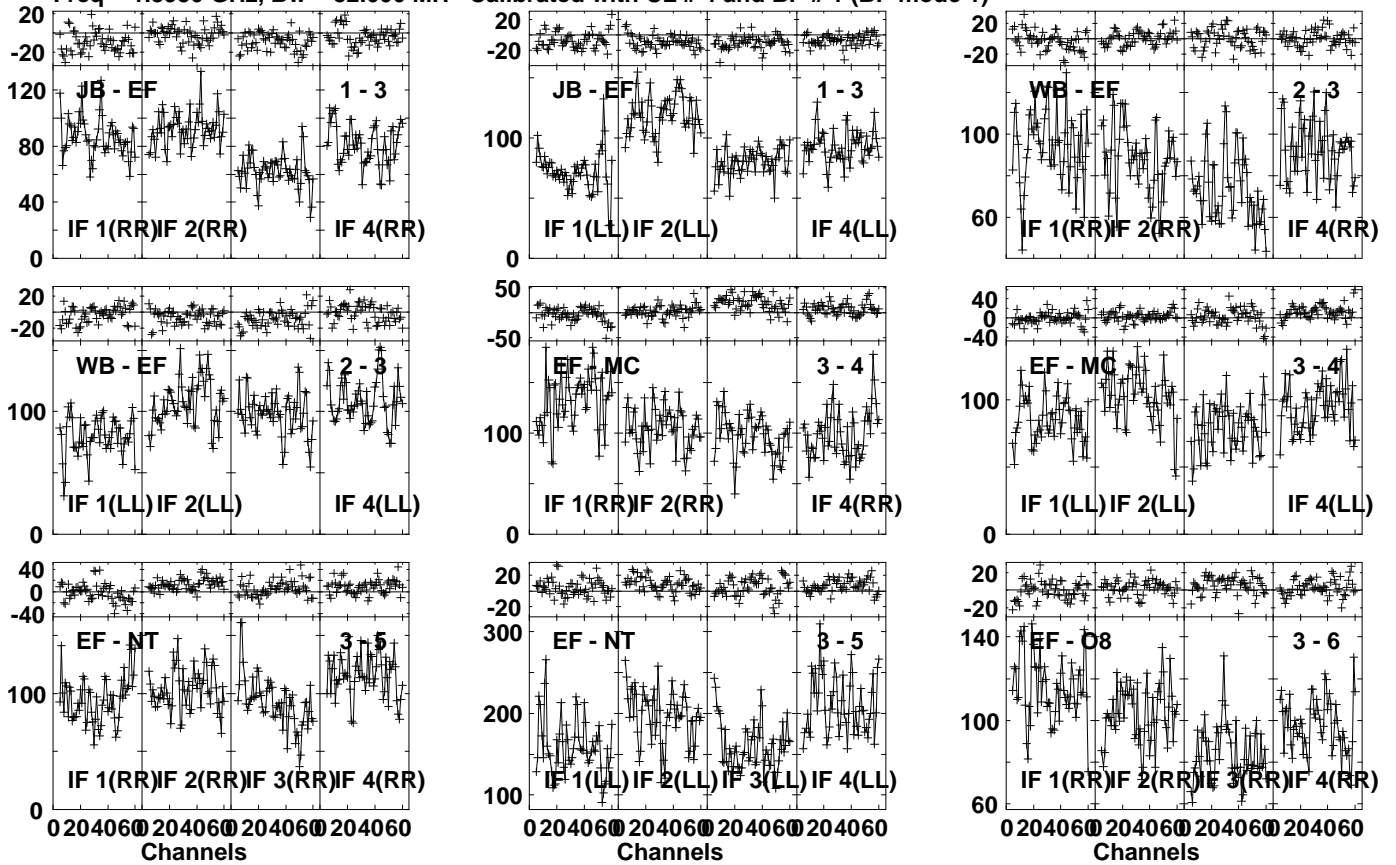 20
-20
JB - EF
1 - 3
120
80
40
0
IF 1(RR)
IF 2(RR)
IF 4(RR)
20
-20
JB - EF
1 - 3
100
0
IF 1(LL)
IF 2(LL)
IF 4(LL)
20
-20
WB - EF
2 - 3
100
60
IF 1(RR)
IF 2(RR)
IF 4(RR)
20
-20
WB - EF
2 - 3
100
0
IF 1(LL)
IF 2(LL)
IF 4(LL)
50
-50
EF - MC
3 - 4
100
0
IF 1(RR)
IF 2(RR)
IF 4(RR)
40
0
-40
EF - MC
3 - 4
100
0
IF 1(LL)
IF 2(LL)
IF 4(LL)
40
0
-40
EF - NT
3 - 5
100
0
IF 1(RR)
IF 2(RR)
IF 3(RR)
IF 4(RR)
20
-20
EF - NT
3 - 5
300
200
100
IF 1(LL)
IF 2(LL)
IF 3(LL)
IF 4(LL)
20
-20
EF - O8
3 - 6
140
100
60
IF 1(RR)
IF 2(RR)
IF 3(RR)
IF 4(RR)
0 204060 0 204060 0 204060 0 204060
Channels
0 204060 0 204060 0 204060 0 204060
Channels
0 204060 0 204060 0 204060 0 204060
Channels